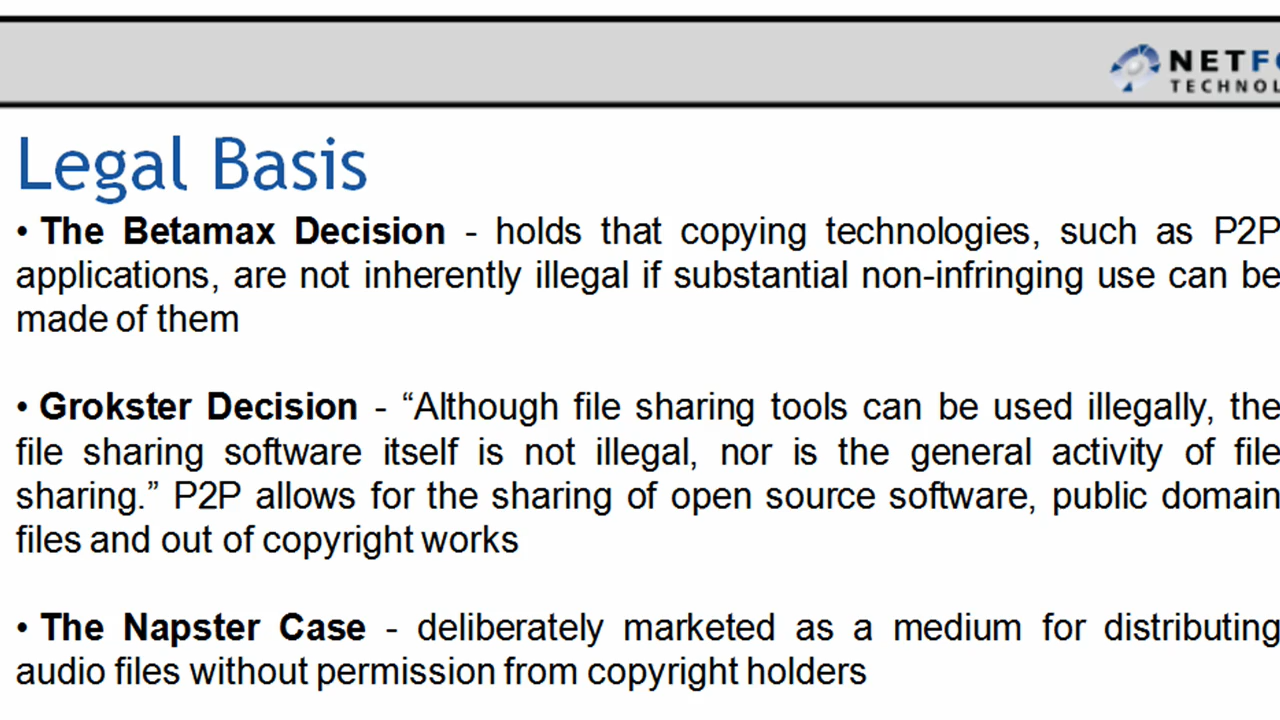 NETFO
TECHNOL
Legal Basis
• The Betamax Decision - holds that copying technologies, such as P2P
applications, are not inherently illegal if substantial non-infringing use can be
made of them
• Grokster Decision - “Although file sharing tools can be used illegally, the
file sharing software itself is not illegal, nor is the general activity of file
sharing.” P2P allows for the sharing of open source software, public domain
files and out of copyright works
• The Napster Case - deliberately marketed as a medium for distributing
audio files without permission from copyright holders